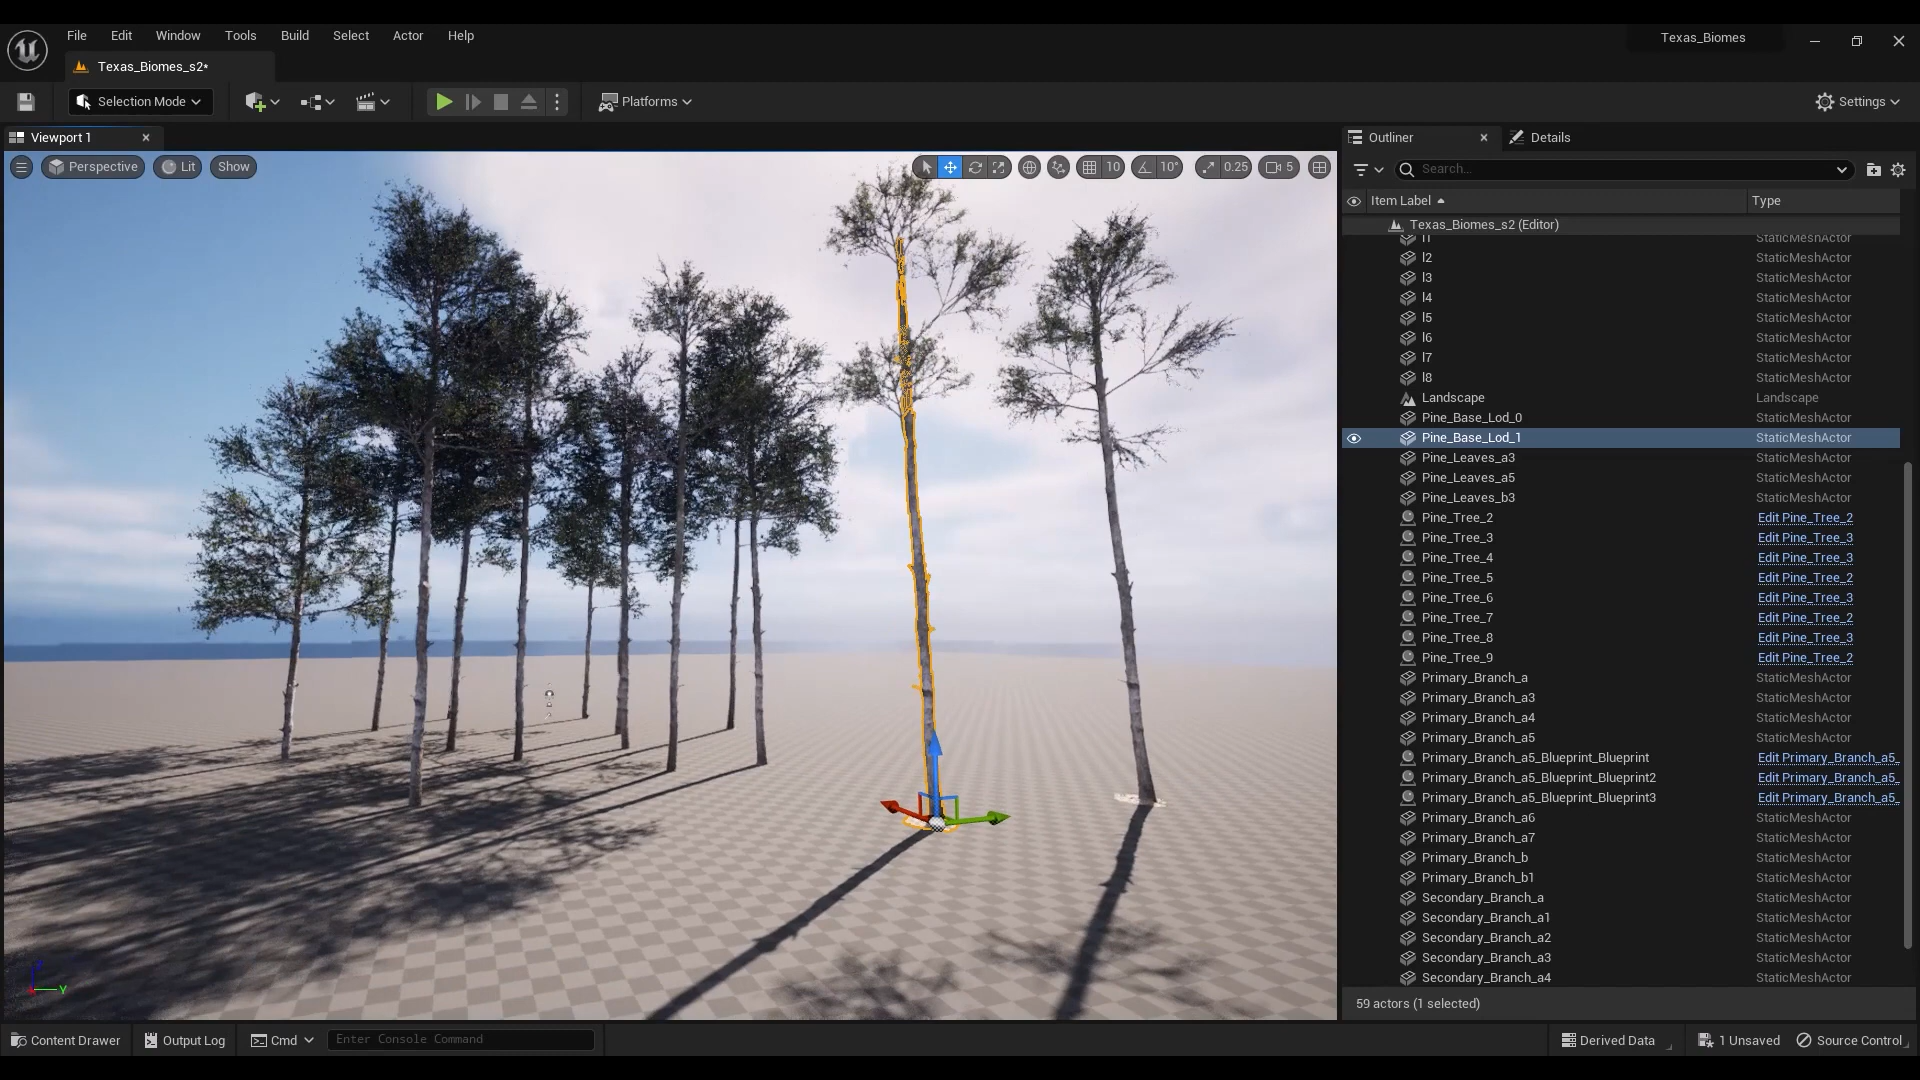 File Edit Window Tools Build Select Actor Help
Texas_Biomes
Texas_Biomes_s2*
Selection Mode
Platforms
Settings
Viewport 1
Outliner
Details
Perspective
Lit
Show
10
10°
0.25
5
Search...
Item Label
Type
Texas_Biomes_s2 (Editor)
l1 StaticMeshActor
l2 StaticMeshActor
l3 StaticMeshActor
l4 StaticMeshActor
l5 StaticMeshActor
l6 StaticMeshActor
l7 StaticMeshActor
l8 StaticMeshActor
Landscape Landscape
Pine_Base_Lod_0 StaticMeshActor
Pine_Base_Lod_1 StaticMeshActor
Pine_Leaves_a3 StaticMeshActor
Pine_Leaves_a5 StaticMeshActor
Pine_Leaves_b3 StaticMeshActor
Pine_Tree_2 Edit Pine_Tree_2
Pine_Tree_3 Edit Pine_Tree_3
Pine_Tree_4 Edit Pine_Tree_3
Pine_Tree_5 Edit Pine_Tree_2
Pine_Tree_6 Edit Pine_Tree_3
Pine_Tree_7 Edit Pine_Tree_2
Pine_Tree_8 Edit Pine_Tree_3
Pine_Tree_9 Edit Pine_Tree_2
Primary_Branch_a StaticMeshActor
Primary_Branch_a3 StaticMeshActor
Primary_Branch_a4 StaticMeshActor
Primary_Branch_a5 StaticMeshActor
Primary_Branch_a5_Blueprint_Blueprint Edit Primary_Branch_a5_
Primary_Branch_a5_Blueprint_Blueprint2 Edit Primary_Branch_a5_
Primary_Branch_a5_Blueprint_Blueprint3 Edit Primary_Branch_a5_
Primary_Branch_a6 StaticMeshActor
Primary_Branch_a7 StaticMeshActor
Primary_Branch_b StaticMeshActor
Primary_Branch_b1 StaticMeshActor
Secondary_Branch_a StaticMeshActor
Secondary_Branch_a1 StaticMeshActor
Secondary_Branch_a2 StaticMeshActor
Secondary_Branch_a3 StaticMeshActor
Secondary_Branch_a4 StaticMeshActor
Y
59 actors (1 selected)
Content Drawer
Output Log
Cmd
Enter Console Command
Derived Data
1 Unsaved
Source Control